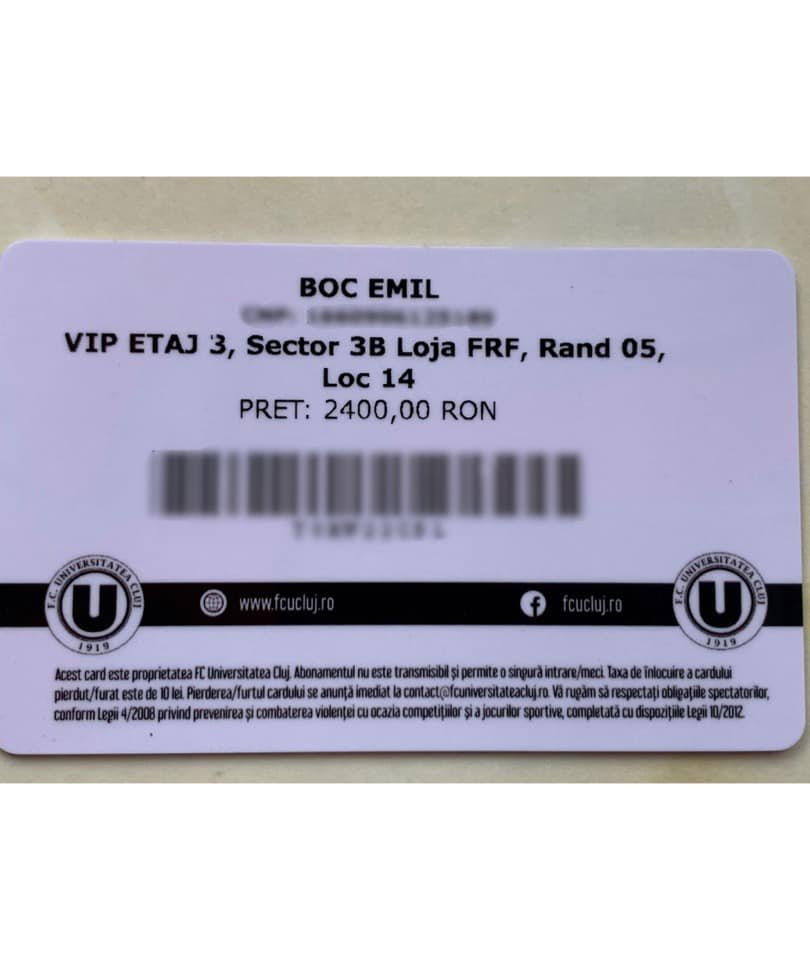 BOC EMIL
VIP ETAJ 3, Sector 3B Loja FRF, Rand 05,
Loc 14
PRET: 2400,00 RON
F.C. UNIVERSITATEA CLUJ
U
1919
www.fcucluj.ro
fcucluj.ro
F.C. UNIVERSITATEA CLUJ
U
1919
Acest card este proprietatea FC Universitatea Cluj. Abonamentul nu este transmisibil și permite o singură intrare/meci. Taxa de înlocuire a cardului
pierdut/furat este de 10 lei. Pierderea/furtul cardului se anunță imediat la contact@fcuniversitateacluj.ro. Vă rugăm să respectați obligațiile spectatorilor,
conform Legii 4/2008 privind prevenirea și combaterea violenței cu ocazia competițiilor și a jocurilor sportive, completată cu dispozițiile Legii 10/2012.